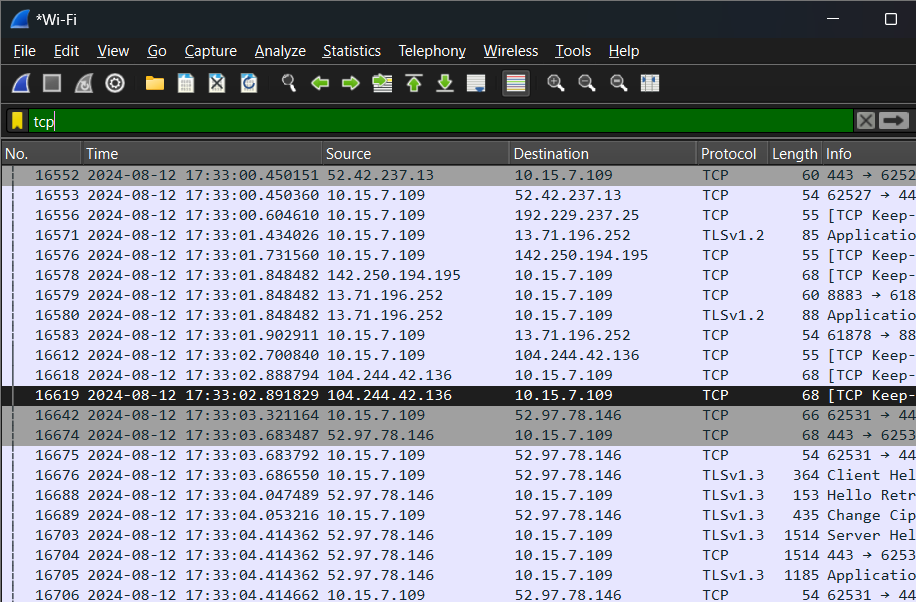 *Wi-Fi
File Edit View Go Capture Analyze Statistics Telephony Wireless Tools Help
tcp
No. Time Source Destination Protocol Length Info
16552 2024-08-12 17:33:00.450151 52.42.237.13 10.15.7.109 TCP 60 443 → 6252
16553 2024-08-12 17:33:00.450360 10.15.7.109 52.42.237.13 TCP 54 62527 → 44
16556 2024-08-12 17:33:00.604610 10.15.7.109 192.229.237.25 TCP 55 [TCP Keep-
16571 2024-08-12 17:33:01.434026 10.15.7.109 13.71.196.252 TLSv1.2 85 Applicatio
16576 2024-08-12 17:33:01.731560 10.15.7.109 142.250.194.195 TCP 55 [TCP Keep-
16578 2024-08-12 17:33:01.848482 142.250.194.195 10.15.7.109 TCP 68 [TCP Keep-
16579 2024-08-12 17:33:01.848482 13.71.196.252 10.15.7.109 TCP 60 8883 → 618
16580 2024-08-12 17:33:01.848482 13.71.196.252 10.15.7.109 TLSv1.2 88 Applicatio
16583 2024-08-12 17:33:01.902911 10.15.7.109 13.71.196.252 TCP 54 61878 → 88
16612 2024-08-12 17:33:02.700840 10.15.7.109 104.244.42.136 TCP 55 [TCP Keep-
16618 2024-08-12 17:33:02.888794 104.244.42.136 10.15.7.109 TCP 68 [TCP Keep-
16619 2024-08-12 17:33:02.891829 104.244.42.136 10.15.7.109 TCP 68 [TCP Keep-
16642 2024-08-12 17:33:03.321164 10.15.7.109 52.97.78.146 TCP 66 62531 → 44
16674 2024-08-12 17:33:03.683487 52.97.78.146 10.15.7.109 TCP 68 443 → 6253
16675 2024-08-12 17:33:03.683792 10.15.7.109 52.97.78.146 TCP 54 62531 → 44
16676 2024-08-12 17:33:03.686550 10.15.7.109 52.97.78.146 TLSv1.3 364 Client Hel
16688 2024-08-12 17:33:04.047489 52.97.78.146 10.15.7.109 TLSv1.3 153 Hello Retr
16689 2024-08-12 17:33:04.053216 10.15.7.109 52.97.78.146 TLSv1.3 435 Change Cip
16703 2024-08-12 17:33:04.414362 52.97.78.146 10.15.7.109 TLSv1.3 1514 Server Hel
16704 2024-08-12 17:33:04.414362 52.97.78.146 10.15.7.109 TCP 1514 443 → 6253
16705 2024-08-12 17:33:04.414362 52.97.78.146 10.15.7.109 TLSv1.3 1185 Applicatio
16706 2024-08-12 17:33:04.414662 10.15.7.109 52.97.78.146 TCP 54 62531 → 44